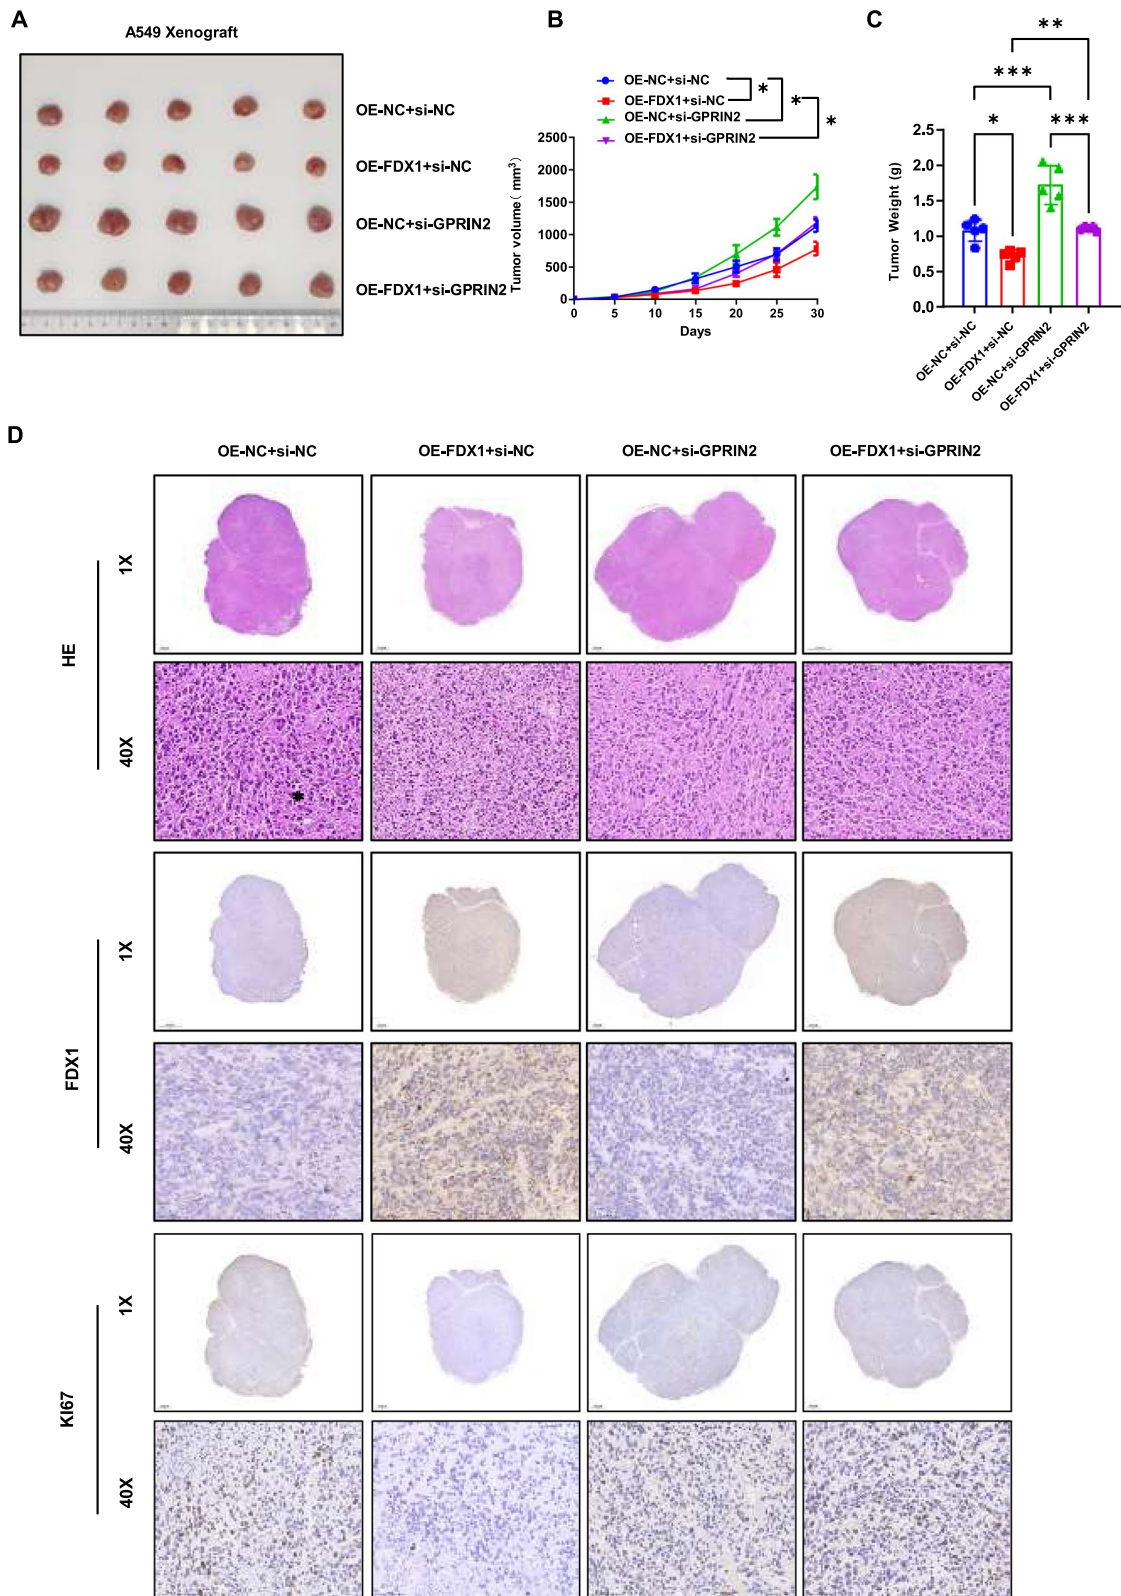 A
A549 Xenograft
OE-NC+si-NC
OE-FDX1+si-NC
OE-NC+si-GPRIN2
OE-FDX1+si-GPRIN2
B
OE-NC+si-NC
OE-FDX1+si-NC
OE-NC+si-GPRIN2
OE-FDX1+si-GPRIN2
*
*
*
Tumor volume( mm³)
2500
2000
1500
1000
500
0
0 5 10 15 20 25 30
Days
C
**
***
* ***
Tumor Weight (g)
2.5
2.0
1.5
1.0
0.5
0.0
OE-NC+si-NC
OE-FDX1+si-NC
OE-NC+si-GPRIN2
OE-FDX1+si-GPRIN2
D
OE-NC+si-NC OE-FDX1+si-NC OE-NC+si-GPRIN2 OE-FDX1+si-GPRIN2
HE
1X
40X
*
FDX1
1X
40X
KI67
1X
40X